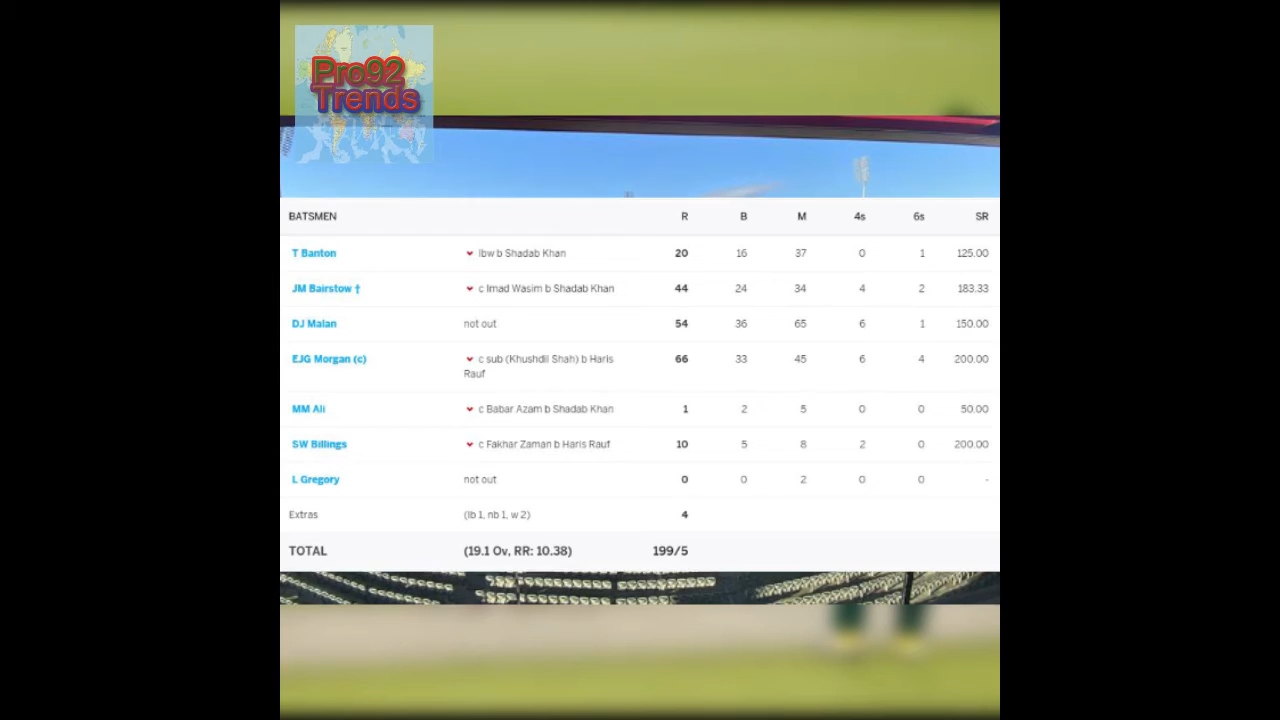 Pro92
Trends
BATSMEN R B M 4s 6s SR
T Banton lbw b Shadab Khan 20 16 37 0 1 125.00
JM Bairstow † c Imad Wasim b Shadab Khan 44 24 34 4 2 183.33
DJ Malan not out 54 36 65 6 1 150.00
EJG Morgan (c) c sub (Khushdil Shah) b Haris 66 33 45 6 4 200.00
Rauf
MM Ali c Babar Azam b Shadab Khan 1 2 5 0 0 50.00
SW Billings c Fakhar Zaman b Haris Rauf 10 5 8 2 0 200.00
L Gregory not out 0 0 2 0 0 -
Extras (lb 1, nb 1, w 2) 4
TOTAL (19.1 Ov, RR: 10.38) 199/5